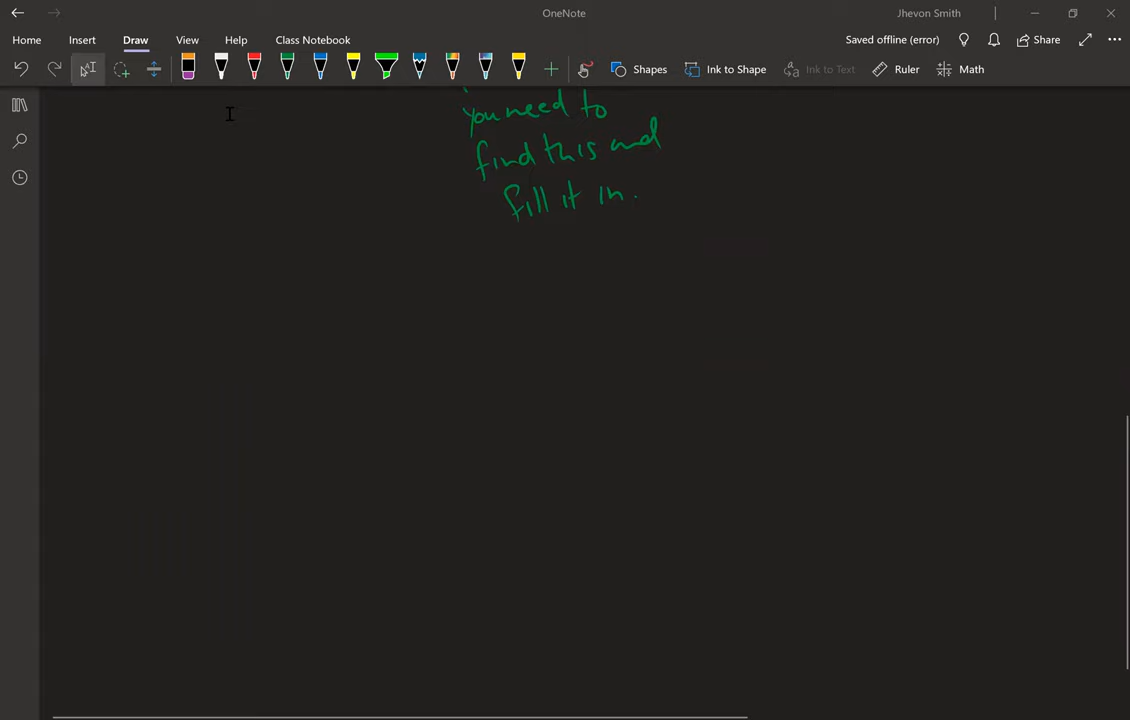 OneNote
Jhevon Smith
Home Insert Draw View Help Class Notebook
Saved offline (error)
Share
Shapes
Ink to Shape
Ink to Text
Ruler
Math
you need to
find this and
fill it in.